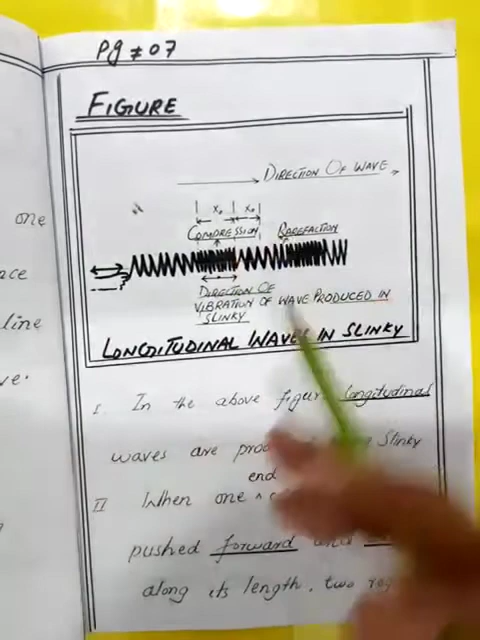 Pg # 07
FIGURE
DIRECTION OF WAVE
X₀ X₀
COMPRESSION RAREFACTION
DIRECTION OF
VIBRATION OF WAVE PRODUCED IN
SLINKY
LONGITUDINAL WAVES IN SLINKY
one
line
I. In the above figure longitudinal
waves are Slinky
end
II When one
pushed forward and
along its length, two